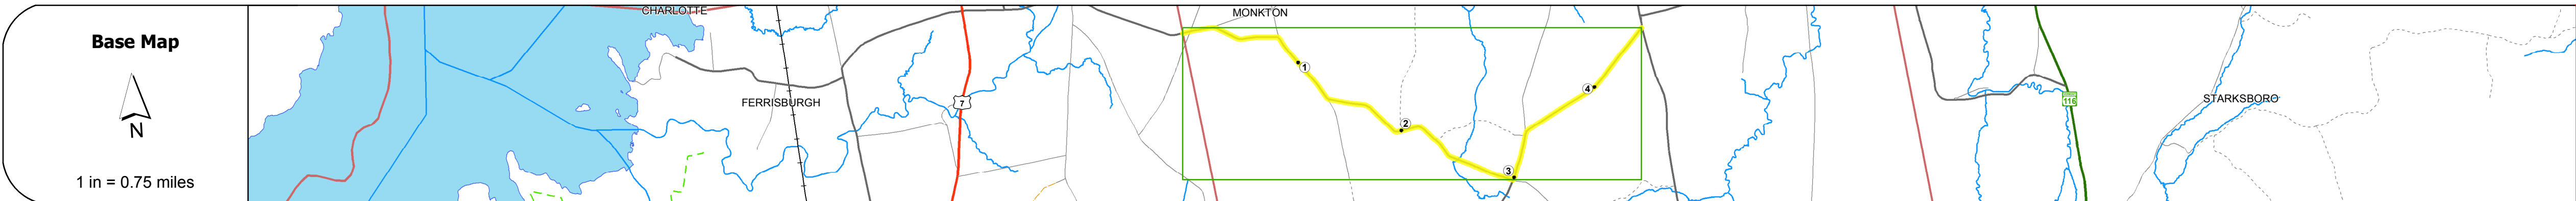 Base Map
N
1 in = 0.75 miles
CHARLOTTE
FERRISBURGH
7
MONKTON
1
2
3
4
116
STARKSBORO